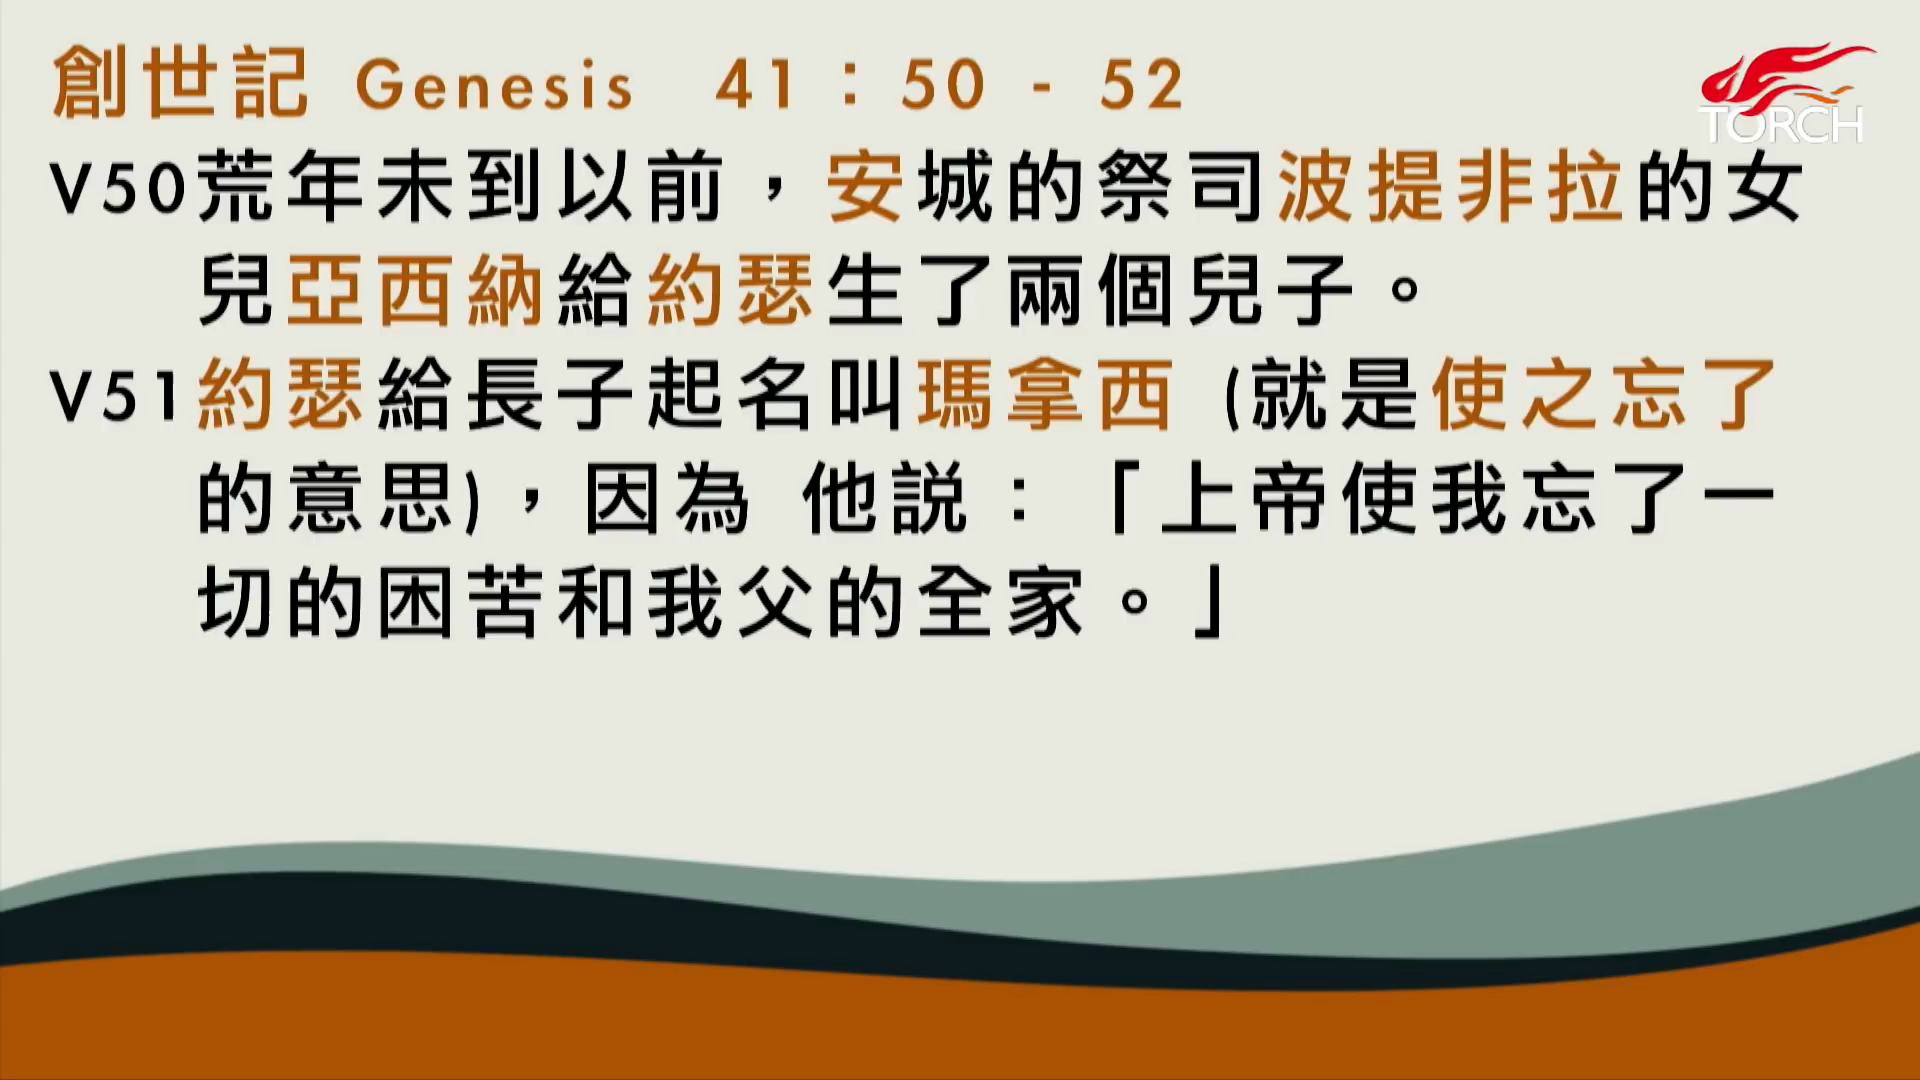 創世記 Genesis 41：50 - 52
TORCH
V50荒年未到以前，安城的祭司波提非拉的女
兒亞西納給約瑟生了兩個兒子。
V51約瑟給長子起名叫瑪拿西 (就是使之忘了
的意思)，因為 他説：「上帝使我忘了一
切的困苦和我父的全家。」